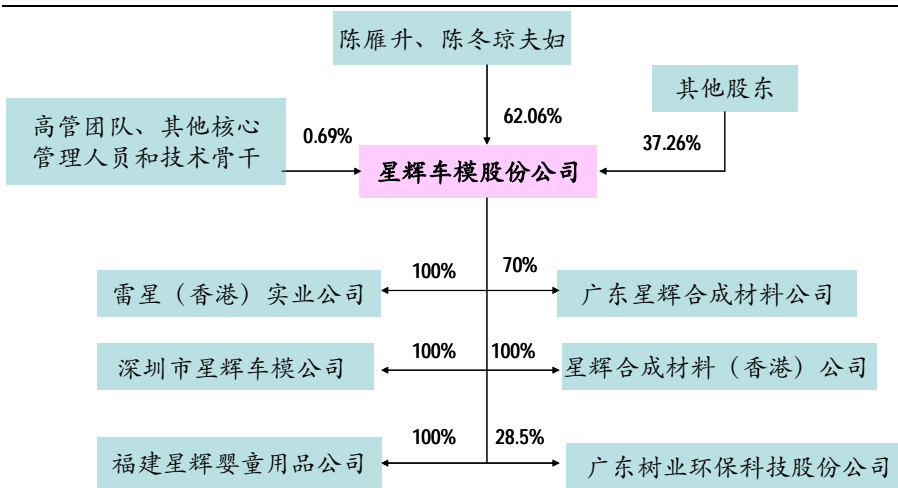 陈雁升、陈冬琼夫妇
其他股东
高管团队、其他核心
管理人员和技术骨干
0.69%
62.06%
37.26%
星辉车模股份公司
100%
70%
雷星（香港）实业公司
广东星辉合成材料公司
100%
100%
深圳市星辉车模公司
星辉合成材料（香港）公司
100%
28.5%
福建星辉婴童用品公司
广东树业环保科技股份公司